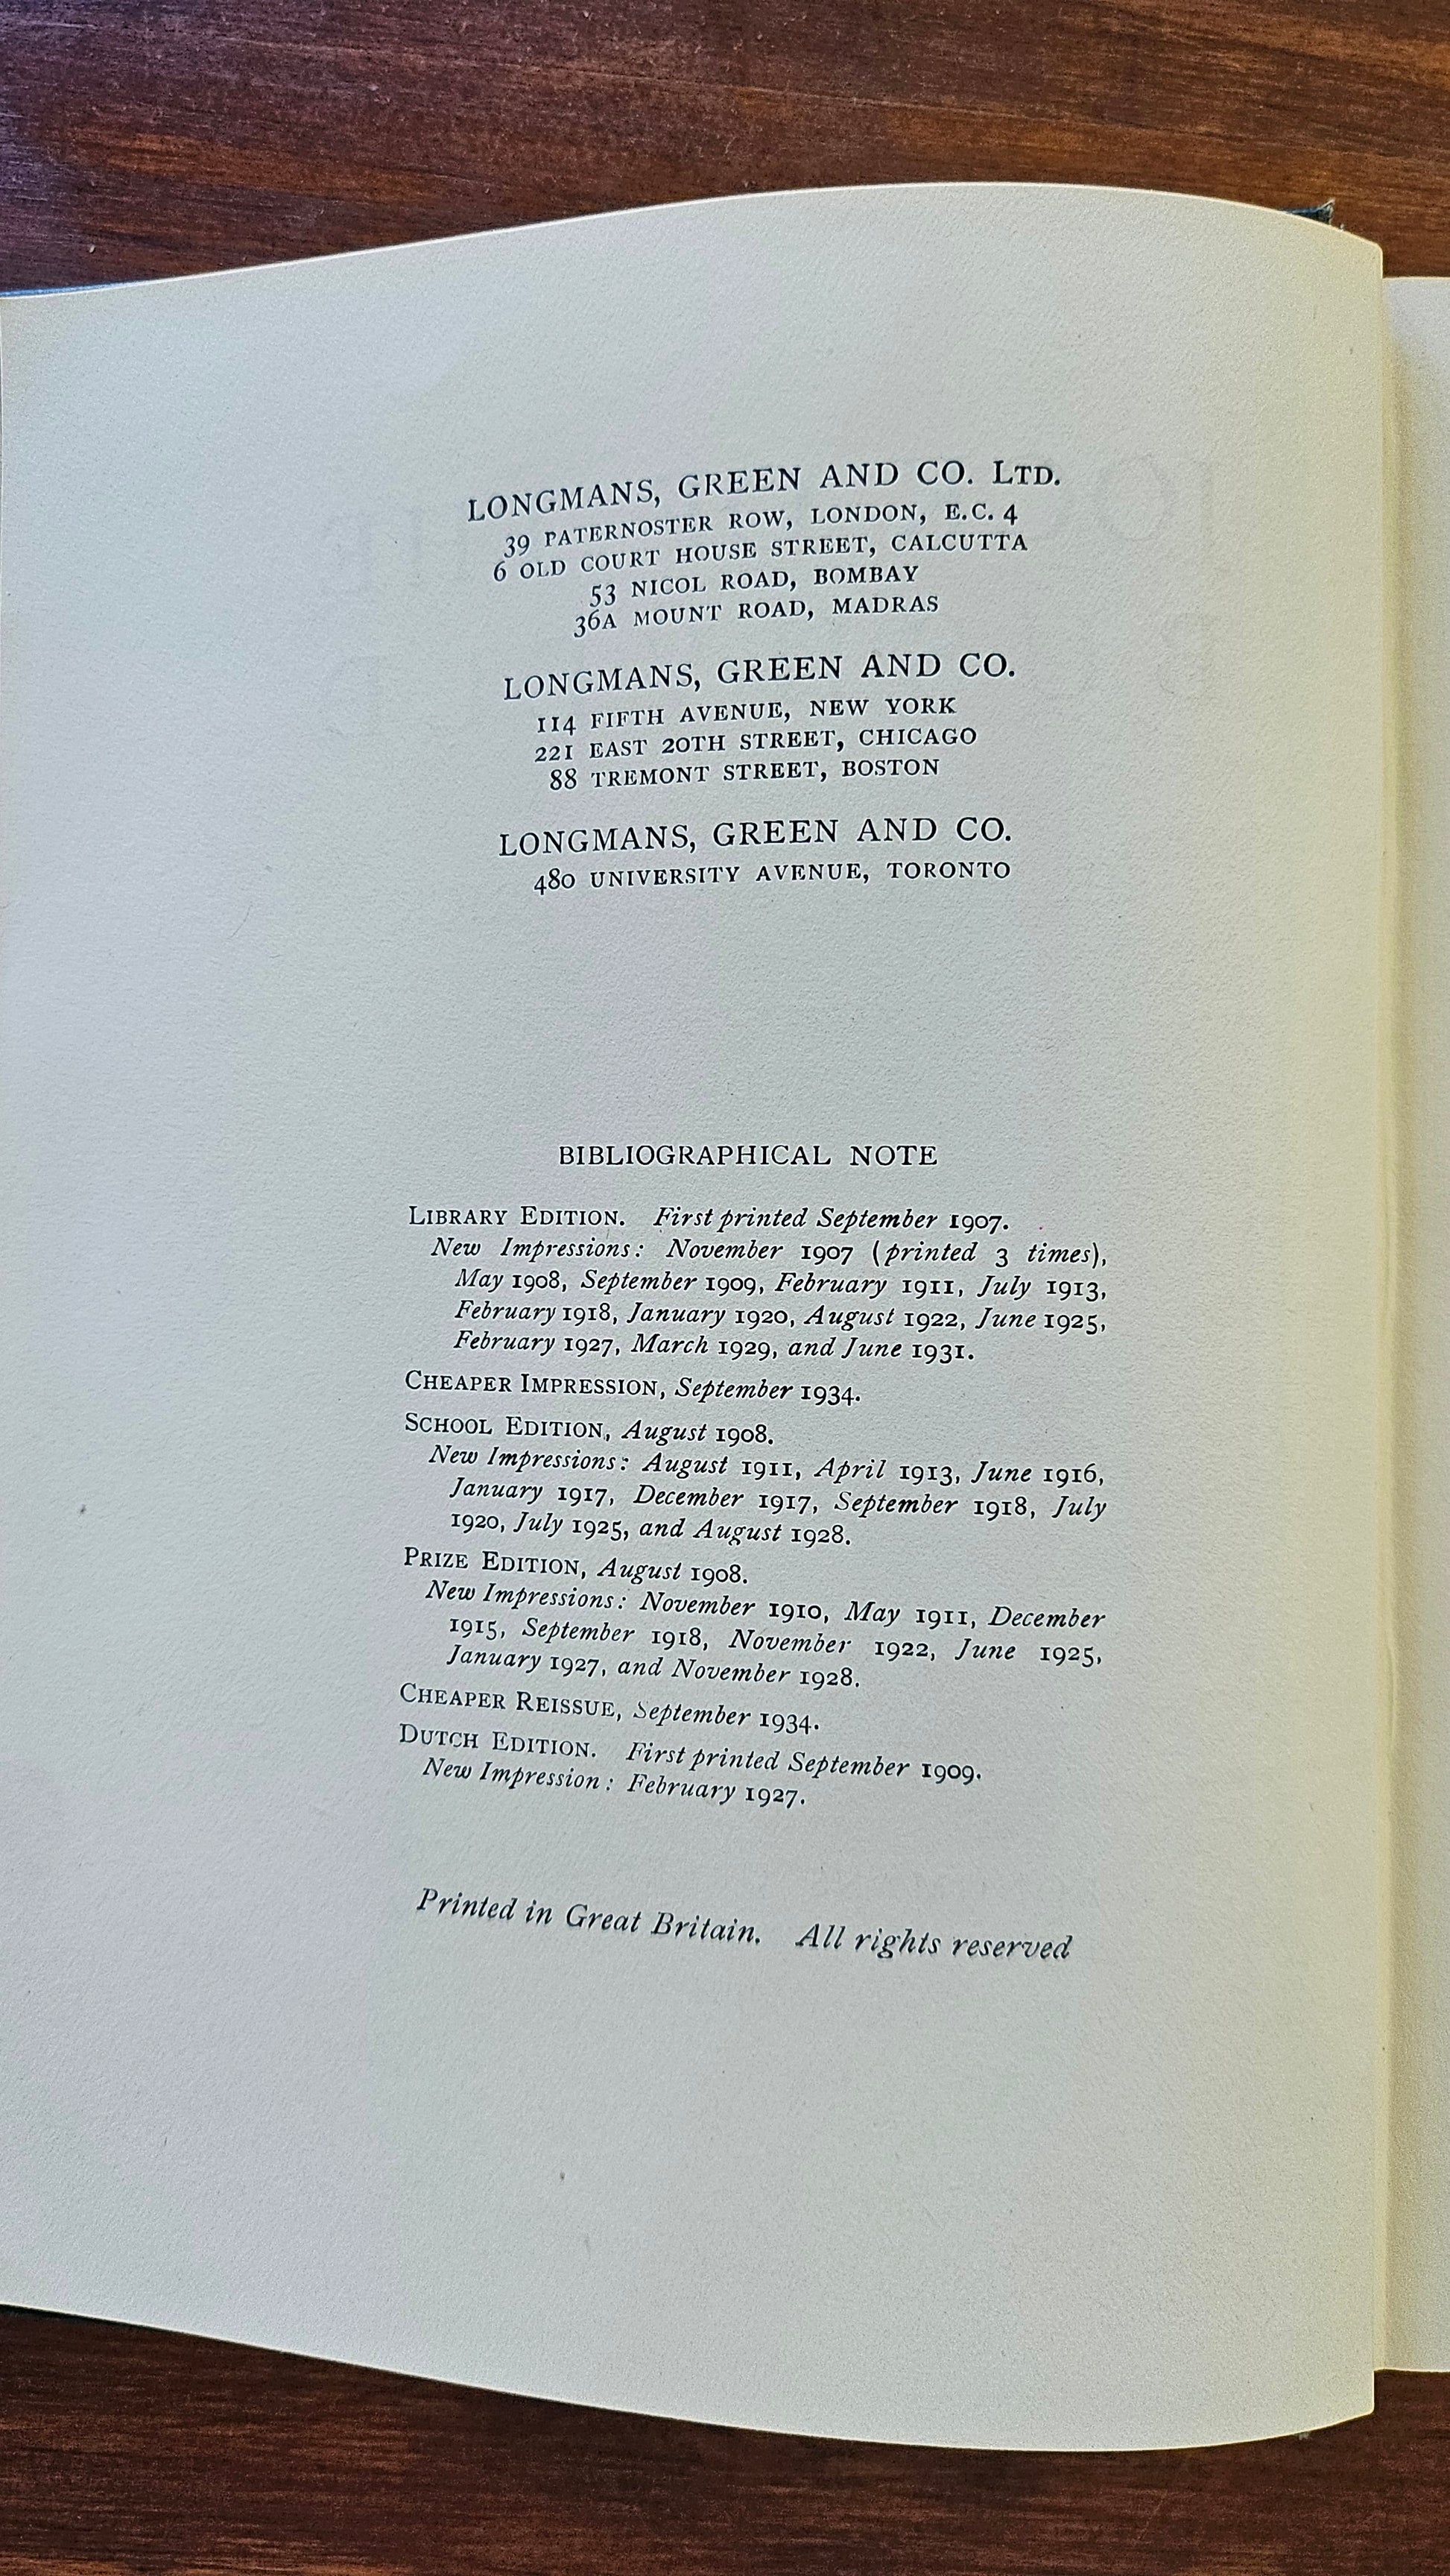 LONGMANS, GREEN AND CO. LTD.
39 PATERNOSTER ROW, LONDON, E.C. 4
6 OLD COURT HOUSE STREET, CALCUTTA
53 NICOL ROAD, BOMBAY
36A MOUNT ROAD, MADRAS
LONGMANS, GREEN AND CO.
114 FIFTH AVENUE, NEW YORK
221 EAST 20TH STREET, CHICAGO
88 TREMONT STREET, BOSTON
LONGMANS, GREEN AND CO.
480 UNIVERSITY AVENUE, TORONTO
BIBLIOGRAPHICAL NOTE
LIBRARY EDITION. First printed September 1907.
New Impressions: November 1907 (printed 3 times),
May 1908, September 1909, February 1911, July 1913,
February 1918, January 1920, August 1922, June 1925,
February 1927, March 1929, and June 1931.
CHEAPER IMPRESSION, September 1934.
SCHOOL EDITION, August 1908.
New Impressions: August 1911, April 1913, June 1916,
January 1917, December 1917, September 1918, July
1920, July 1925, and August 1928.
PRIZE EDITION, August 1908.
New Impressions: November 1910, May 1911, December
1915, September 1918, November 1922, June 1925,
January 1927, and November 1928.
CHEAPER REISSUE, September 1934.
DUTCH EDITION. First printed September 1909.
New Impression: February 1927.
Printed in Great Britain. All rights reserved